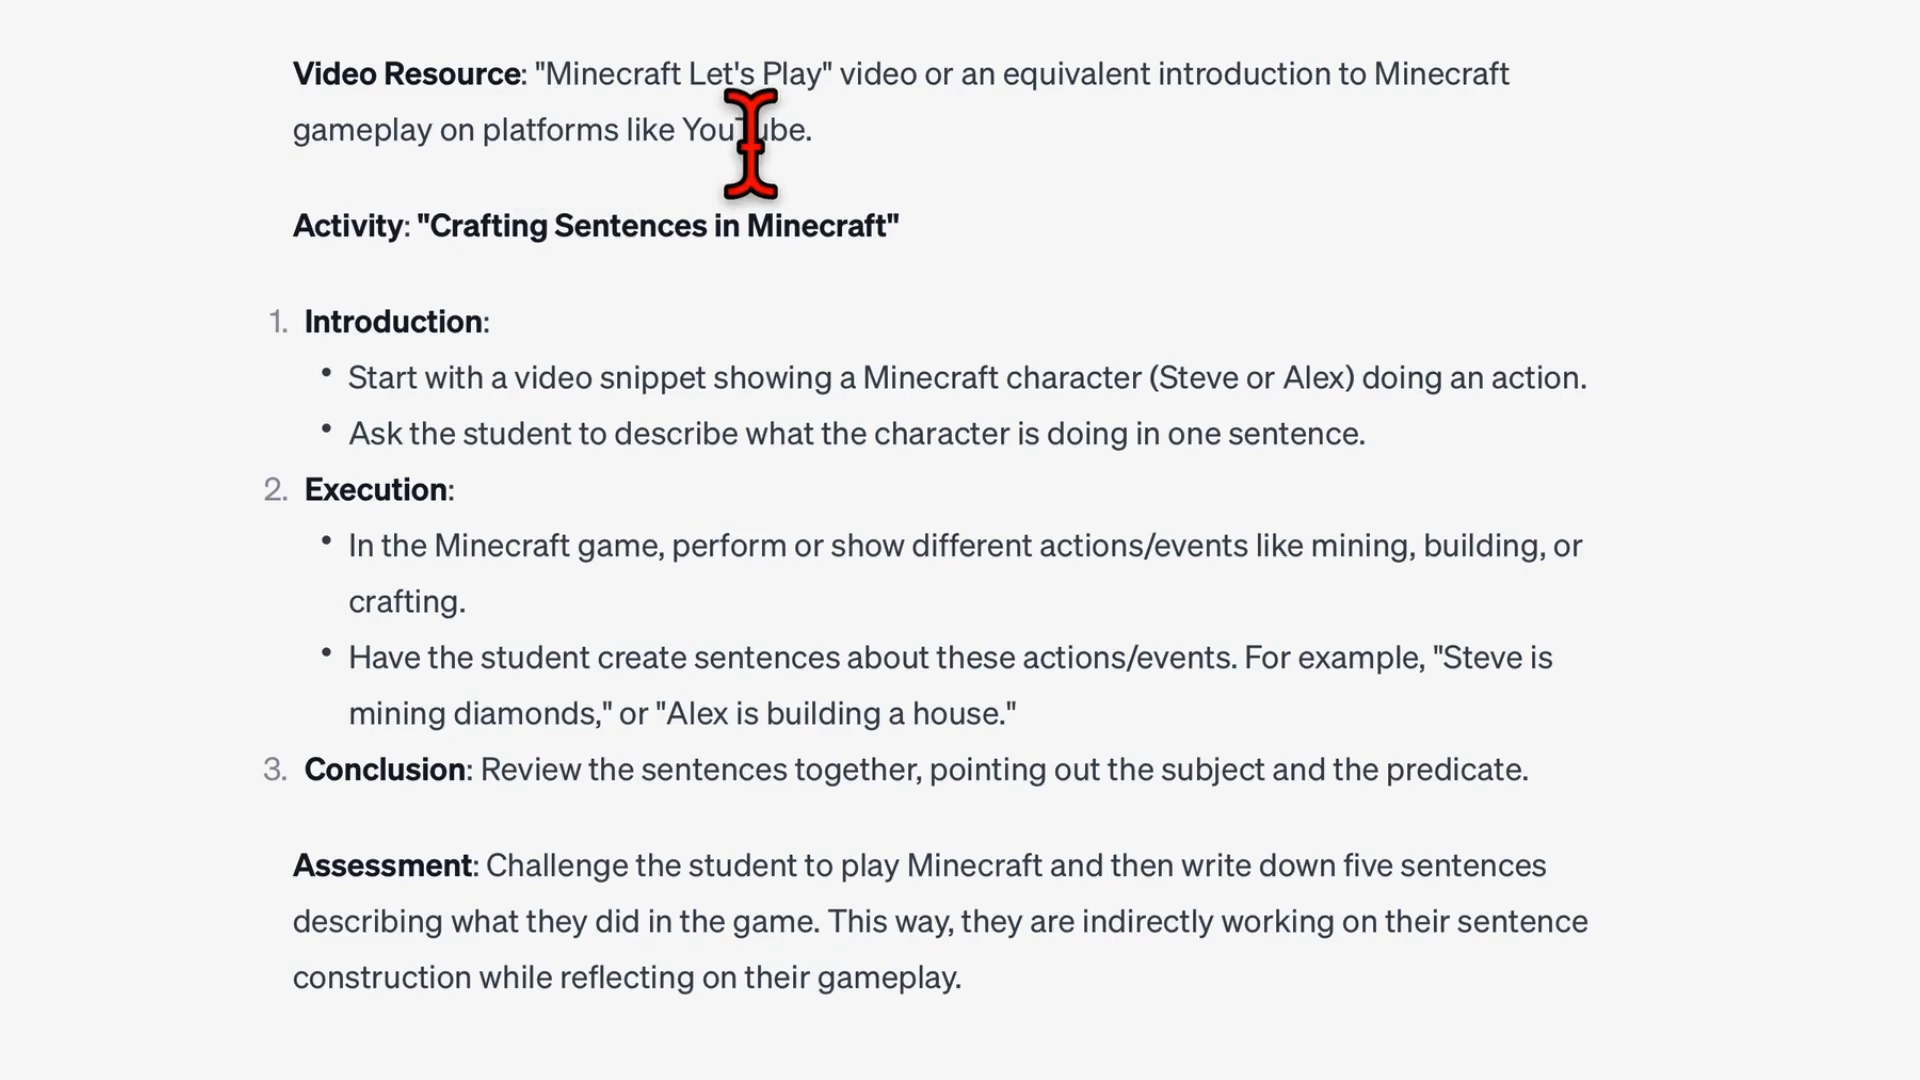 Video Resource: "Minecraft Let's Play" video or an equivalent introduction to Minecraft
gameplay on platforms like YouTube.
Activity: "Crafting Sentences in Minecraft"
1. Introduction:
• Start with a video snippet showing a Minecraft character (Steve or Alex) doing an action.
• Ask the student to describe what the character is doing in one sentence.
2. Execution:
• In the Minecraft game, perform or show different actions/events like mining, building, or
crafting.
• Have the student create sentences about these actions/events. For example, "Steve is
mining diamonds," or "Alex is building a house."
3. Conclusion: Review the sentences together, pointing out the subject and the predicate.
Assessment: Challenge the student to play Minecraft and then write down five sentences
describing what they did in the game. This way, they are indirectly working on their sentence
construction while reflecting on their gameplay.